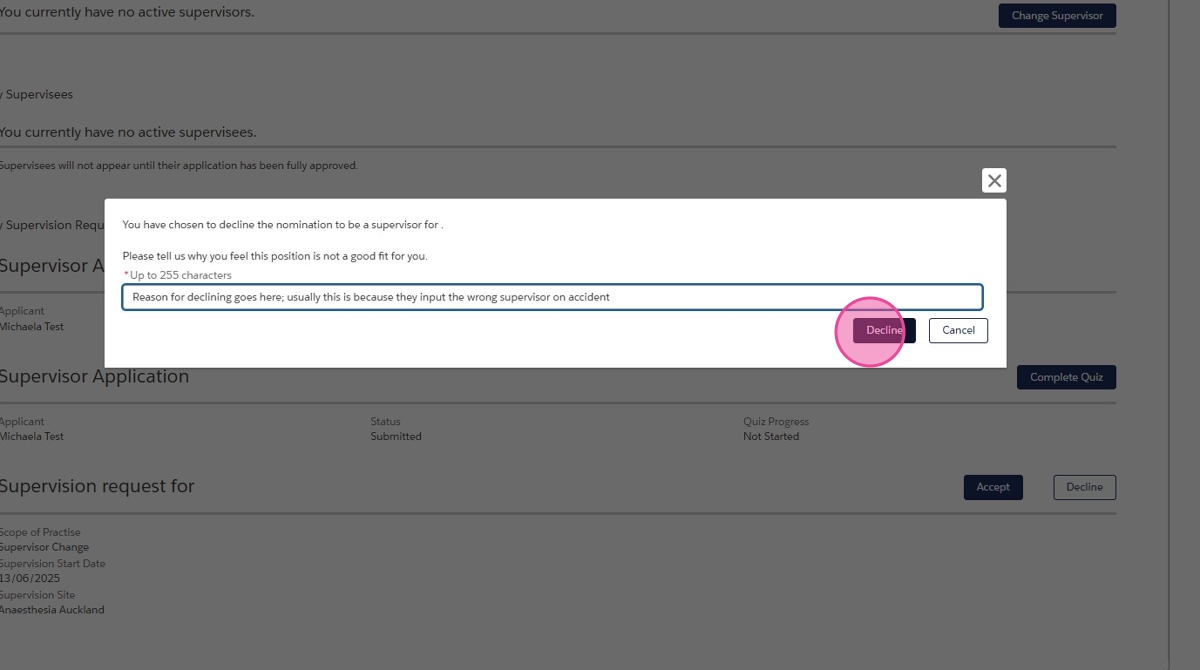 You currently have no active supervisors.
Change Supervisor
y Supervisees
You currently have no active supervisees.
Supervisees will not appear until their application has been fully approved.
y Supervision Requ
Supervisor A
Applicant
Michaela Test
You have chosen to decline the nomination to be a supervisor for .
Please tell us why you feel this position is not a good fit for you.
*Up to 255 characters
Reason for declining goes here; usually this is because they input the wrong supervisor on accident
Decline
Cancel
Supervisor Application
Complete Quiz
Applicant
Michaela Test
Status
Submitted
Quiz Progress
Not Started
Supervision request for
Accept
Decline
Scope of Practise
Supervisor Change
Supervision Start Date
13/06/2025
Supervision Site
Anaesthesia Auckland